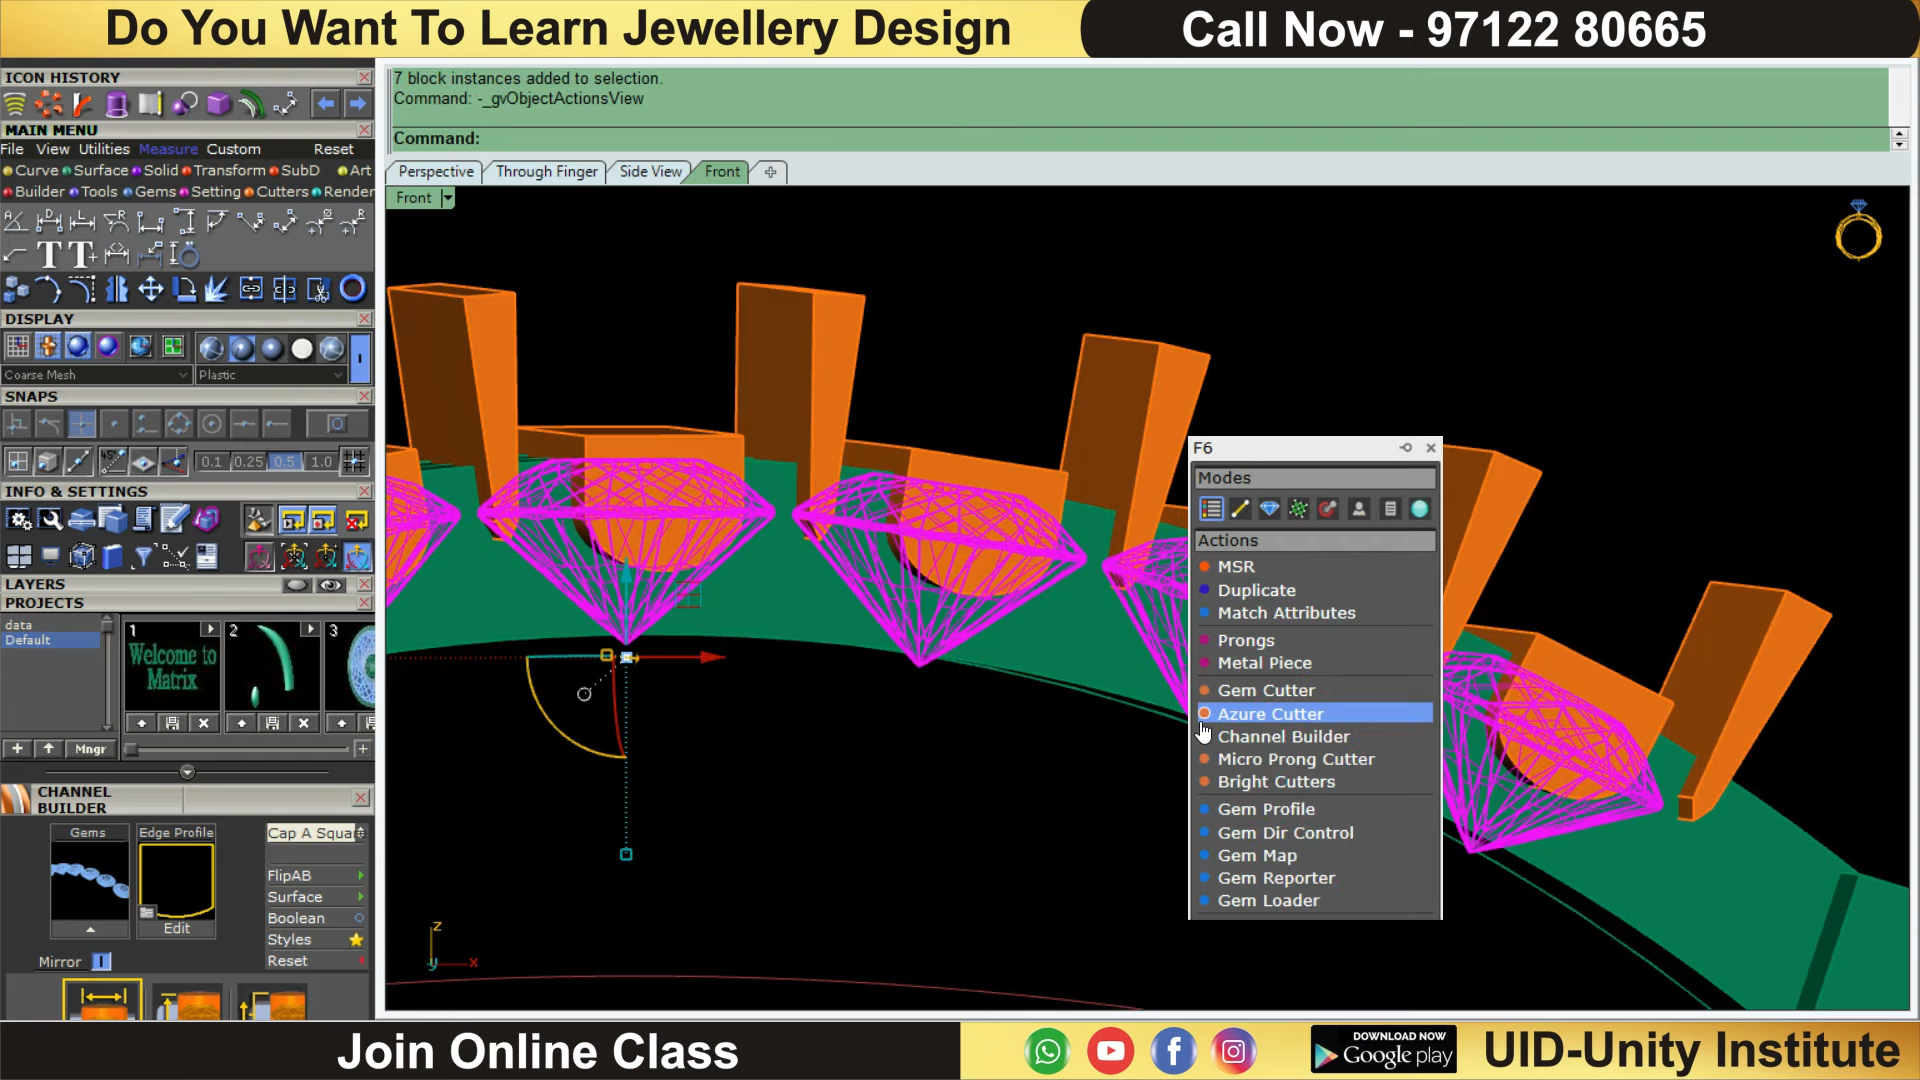 Do You Want To Learn Jewellery Design
Call Now - 97122 80665
ICON HISTORY
MAIN MENU
File View Utilities Measure Custom Reset
Curve Surface Solid Transform SubD Art
Builder Tools Gems Setting Cutters Render
DISPLAY
Coarse Mesh
Plastic
SNAPS
0.1 0.25 0.5 1.0
INFO & SETTINGS
LAYERS
PROJECTS
data
Default
1
Welcome to
Matrix
2
3
Mngr
CHANNEL
BUILDER
Gems
Edge Profile
Edit
Cap A Squar
FlipAB
Surface
Boolean
Styles
Reset
Mirror
7 block instances added to selection.
Command: -_gvObjectActionsView
Command:
Perspective
Through Finger
Side View
Front
Front
z
y
x
F6
Modes
Actions
MSR
Duplicate
Match Attributes
Prongs
Metal Piece
Gem Cutter
Azure Cutter
Channel Builder
Micro Prong Cutter
Bright Cutters
Gem Profile
Gem Dir Control
Gem Map
Gem Reporter
Gem Loader
Join Online Class
DOWNLOAD NOW
Google play
UID-Unity Institute